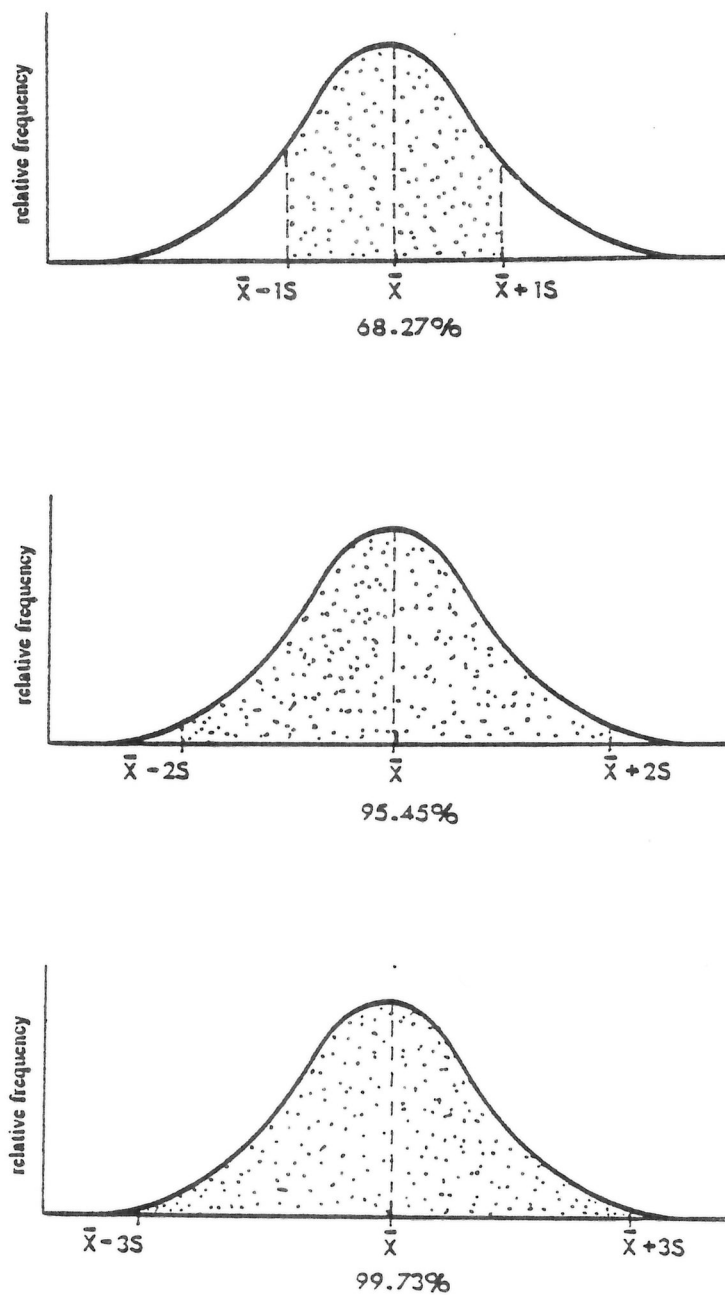 relative frequency
x̄-1S x̄ x̄+1S
68.27%
relative frequency
x̄-2S x̄ x̄+2S
95.45%
relative frequency
x̄-3S x̄ x̄+3S
99.73%